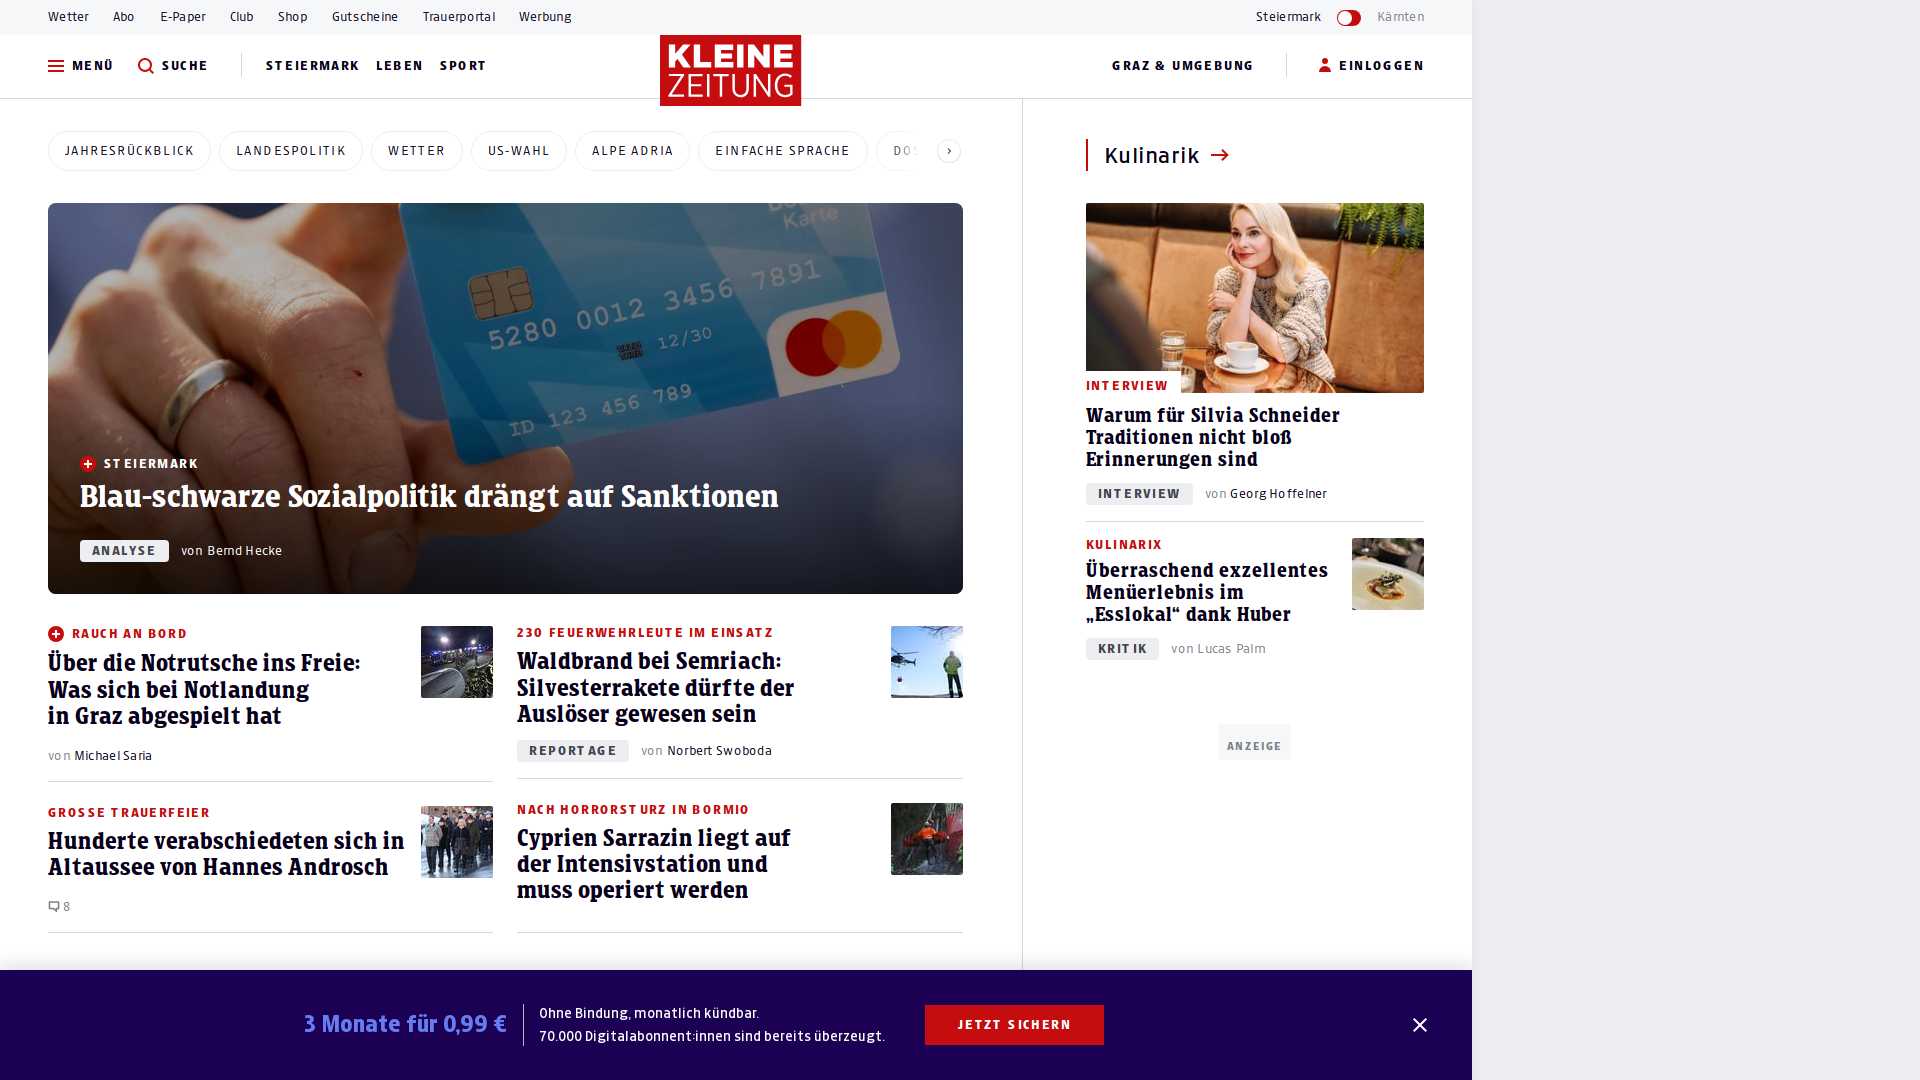 Wetter Abo E-Paper Club Shop Gutscheine Trauerportal Werbung Steiermark Kärnten
MENÜ SUCHE STEIERMARK LEBEN SPORT KLEINE ZEITUNG GRAZ & UMGEBUNG EINLOGGEN
JAHRESRÜCKBLICK LANDESPOLITIK WETTER US-WAHL ALPE ADRIA EINFACHE SPRACHE
Karte
5280 0012 3456 7891
12/30
ID 123 456 789
STEIERMARK
Blau-schwarze Sozialpolitik drängt auf Sanktionen
ANALYSE von Bernd Hecke
RAUCH AN BORD
Über die Notrutsche ins Freie:
Was sich bei Notlandung
in Graz abgespielt hat
von Michael Saria
230 FEUERWEHRLEUTE IM EINSATZ
Waldbrand bei Semriach:
Silvesterrakete dürfte der
Auslöser gewesen sein
REPORTAGE von Norbert Swoboda
GROSSE TRAUERFEIER
Hunderte verabschiedeten sich in
Altaussee von Hannes Androsch
8
NACH HORRORSTURZ IN BORMIO
Cyprien Sarrazin liegt auf
der Intensivstation und
muss operiert werden
Kulinarik
INTERVIEW
Warum für Silvia Schneider
Traditionen nicht bloß
Erinnerungen sind
INTERVIEW von Georg Hoffelner
KULINARIX
Überraschend exzellentes
Menüerlebnis im
„Esslokal“ dank Huber
KRITIK von Lucas Palm
ANZEIGE
3 Monate für 0,99 €
Ohne Bindung, monatlich kündbar.
70.000 Digitalabonnent:innen sind bereits überzeugt.
JETZT SICHERN